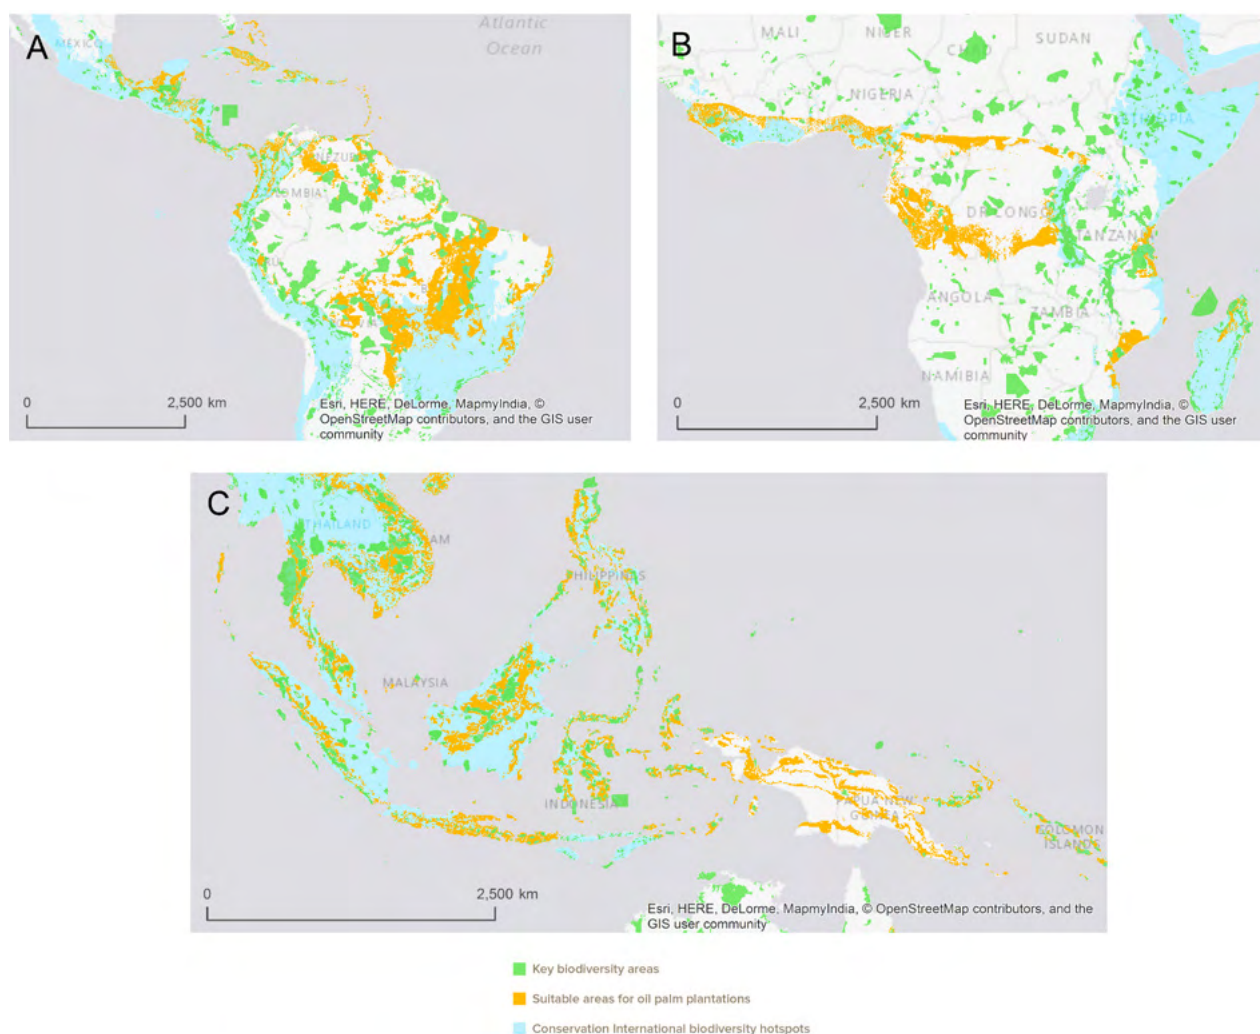 A
Atlantic
Ocean
MEXICO
VENEZU
COLOMBIA
0
2,500 km
Esri, HERE, DeLorme, MapmyIndia, ©
OpenStreetMap contributors, and the GIS user
community
B
MALI
NIGER
CHAD
SUDAN
NIGERIA
ETHIOPIA
DR CONGO
TANZANI
ANGOLA
ZAMBIA
NAMIBIA
0
2,500 km
Esri, HERE, DeLorme, MapmyIndia, ©
OpenStreetMap contributors, and the GIS user
community
C
THAILAND
AM
PHILIPPINES
MALAYSIA
INDONESIA
PAPUA NEW
GUINEA
SOLOMON
ISLANDS
0
2,500 km
Esri, HERE, DeLorme, MapmyIndia, © OpenStreetMap contributors, and the
GIS user community
Key biodiversity areas
Suitable areas for oil palm plantations
Conservation International biodiversity hotspots